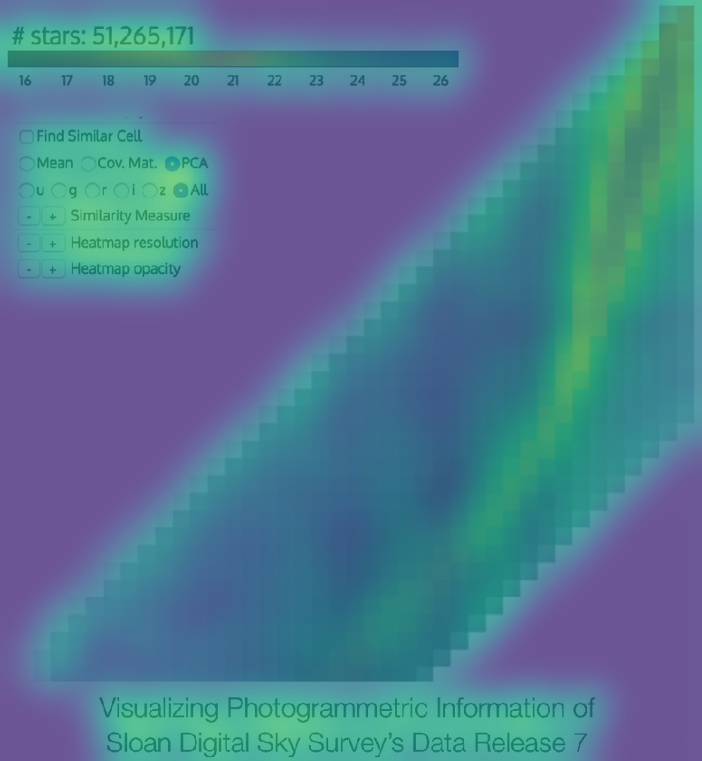 # stars: 51,265,171
16 17 18 19 20 21 22 23 24 25 26
Find Similar Cell
Mean Cov. Mat. PCA
u g r i z All
- + Similarity Measure
- + Heatmap resolution
- + Heatmap opacity
Visualizing Photogrammetric Information of
Sloan Digital Sky Survey's Data Release 7